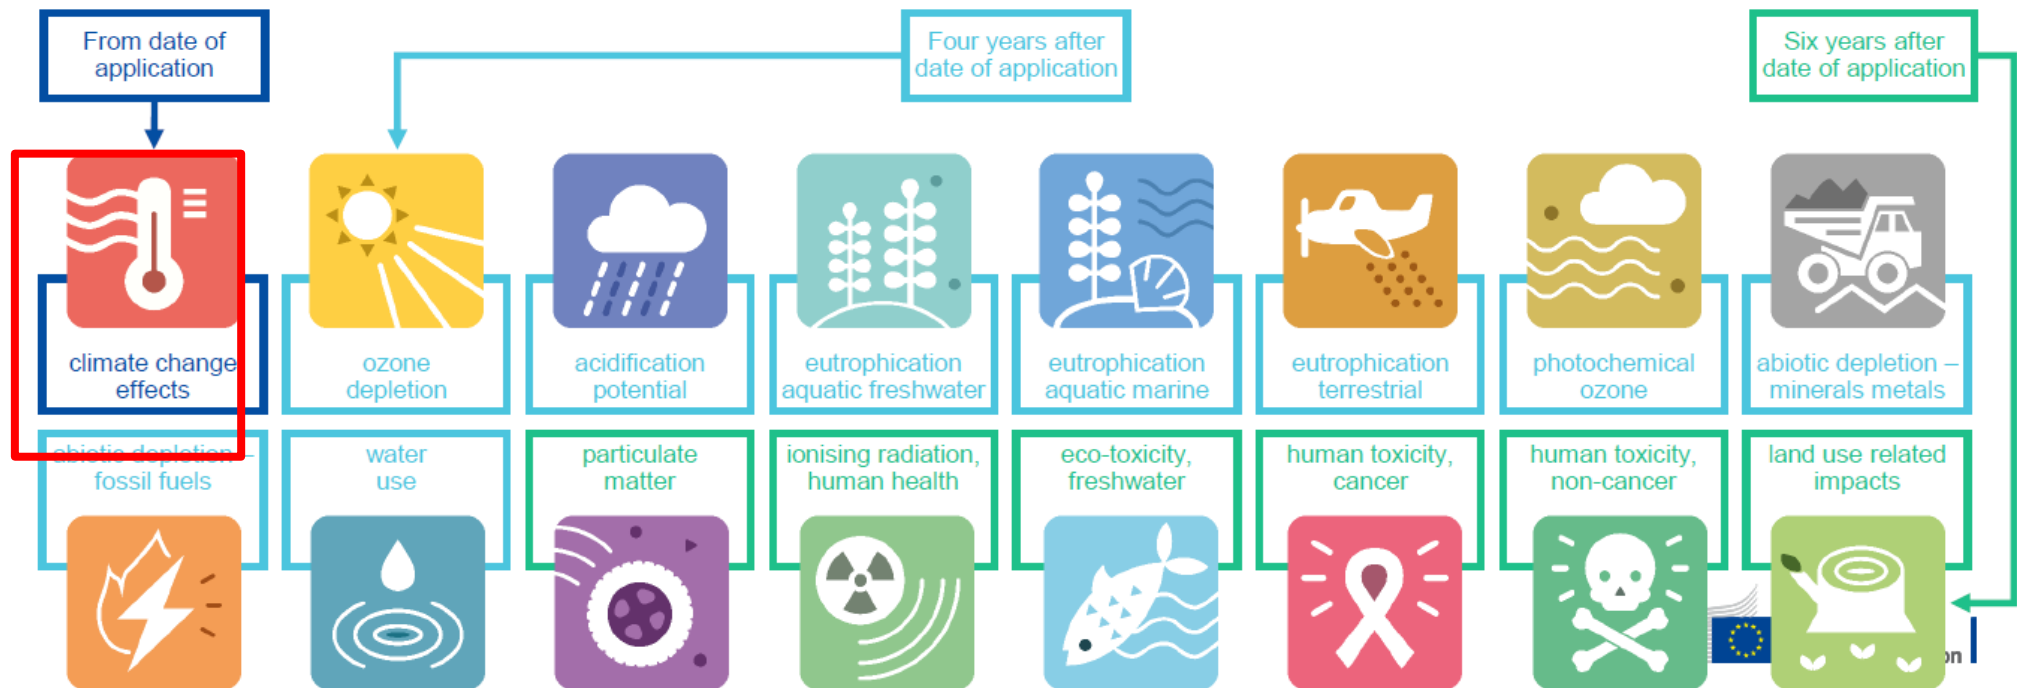 From date of
application
Four years after
date of application
Six years after
date of application
climate change
effects
ozone
depletion
acidification
potential
eutrophication
aquatic freshwater
eutrophication
aquatic marine
eutrophication
terrestrial
photochemical
ozone
abiotic depletion –
minerals metals
abiotic depletion –
fossil fuels
water
use
particulate
matter
ionising radiation,
human health
eco-toxicity,
freshwater
human toxicity,
cancer
human toxicity,
non-cancer
land use related
impacts